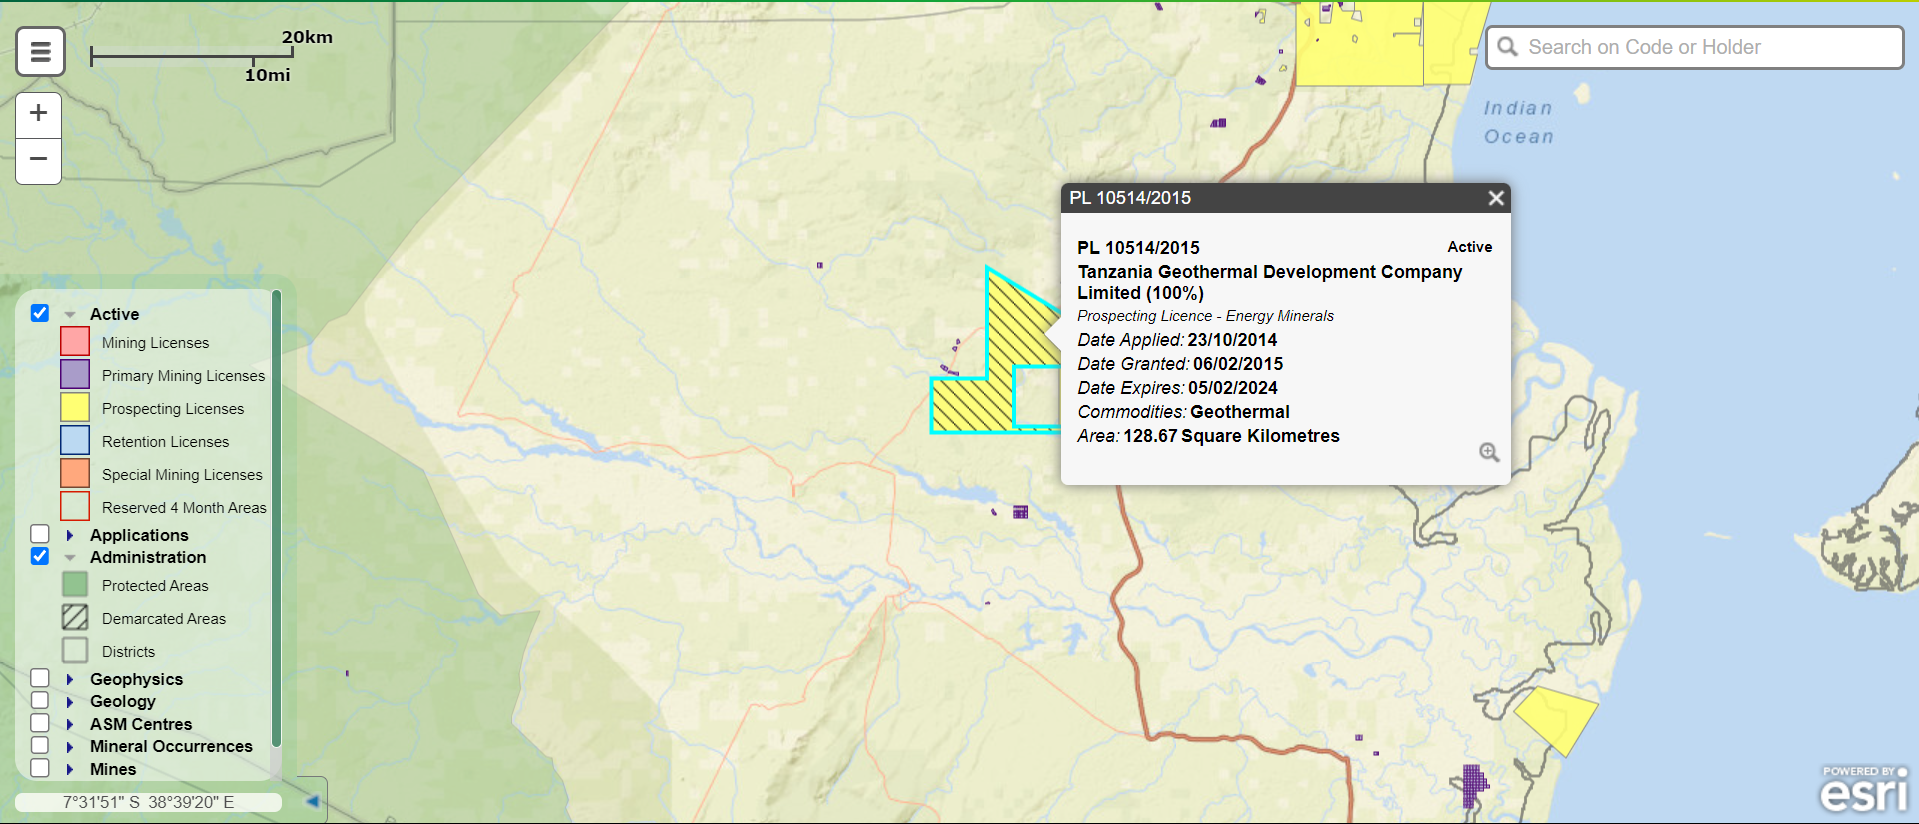 20km
10mi
Search on Code or Holder
+
−
Indian
Ocean
PL 10514/2015
PL 10514/2015
Active
Tanzania Geothermal Development Company
Limited (100%)
Prospecting Licence - Energy Minerals
Date Applied: 23/10/2014
Date Granted: 06/02/2015
Date Expires: 05/02/2024
Commodities: Geothermal
Area: 128.67 Square Kilometres
Active
Mining Licenses
Primary Mining Licenses
Prospecting Licenses
Retention Licenses
Special Mining Licenses
Reserved 4 Month Areas
Applications
Administration
Protected Areas
Demarcated Areas
Districts
Geophysics
Geology
ASM Centres
Mineral Occurrences
Mines
7°31'51" S 38°39'20" E
POWERED BY
esri